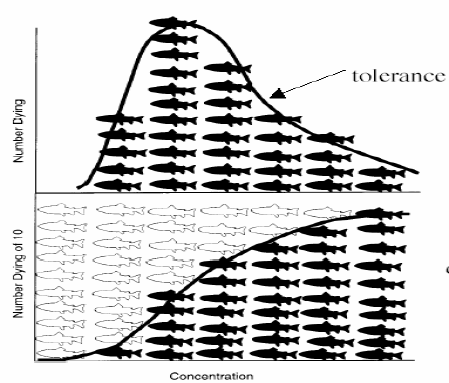 Number Dying
tolerance
Number Dying of 10
Concentration